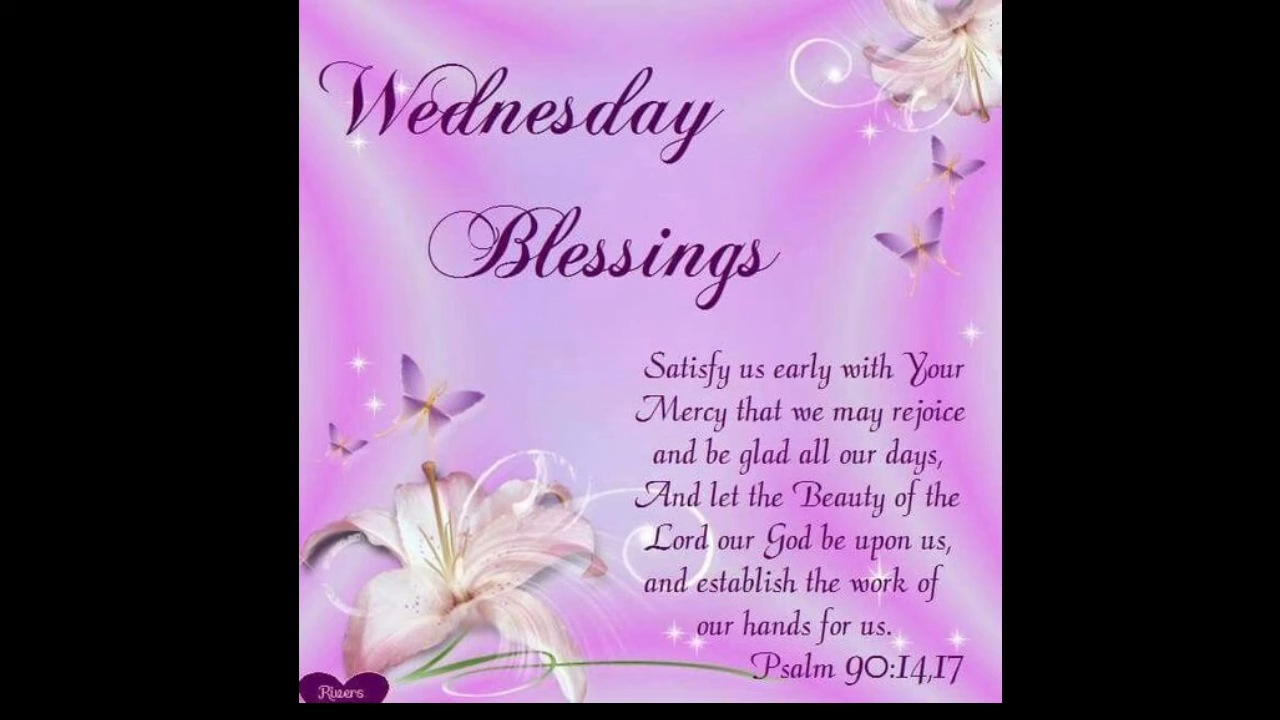 Wednesday
Blessings
Satisfy us early with Your
Mercy that we may rejoice
and be glad all our days,
And let the Beauty of the
Lord our God be upon us,
and establish the work of
our hands for us.
Psalm 90:14,17
Rivers